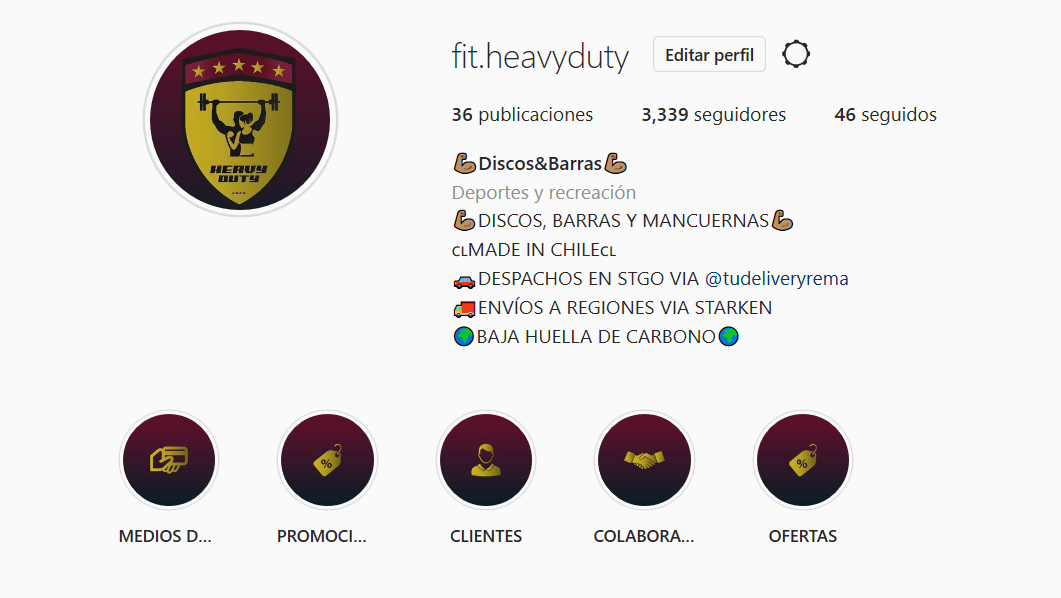 fit.heavyduty Editar perfil
36 publicaciones 3,339 seguidores 46 seguidos
💪🏽Discos&Barras💪🏽
Deportes y recreación
💪🏽DISCOS, BARRAS Y MANCUERNAS💪🏽
🇨🇱MADE IN CHILE🇨🇱
🚗DESPACHOS EN STGO VIA @tudeliveryrema
🚚ENVÍOS A REGIONES VIA STARKEN
🌍BAJA HUELLA DE CARBONO🌍
HEAVY
DUTY
%
%
MEDIOS D... PROMOCI... CLIENTES COLABORA... OFERTAS